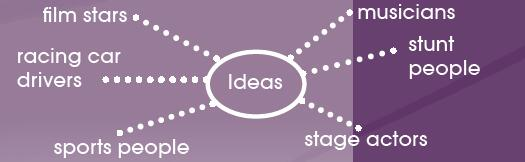 film stars
musicians
racing car
drivers
stunt
people
Ideas
sports people
stage actors